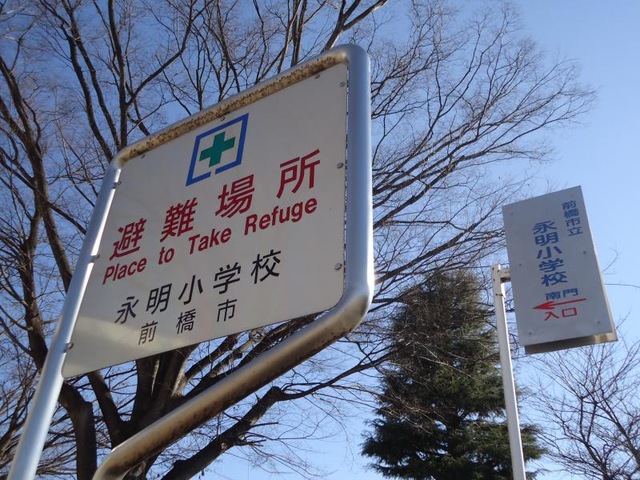 避難場所
Place to Take Refuge
永明小学校
前橋市
前橋市立
永明小学校
南門
入口